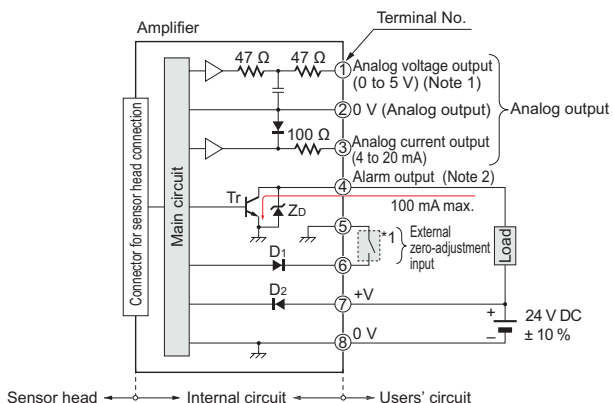 Amplifier
Terminal No.
47 Ω
47 Ω
1
Analog voltage output
(0 to 5 V) (Note 1)
2
0 V (Analog output)
Analog output
100 Ω
3
Analog current output
(4 to 20 mA)
4
Alarm output (Note 2)
Tr
ZD
100 mA max.
5
*1
External
zero-adjustment
input
Load
D1
6
D2
7
+V
+
24 V DC
± 10 %
–
8
0 V
Connector for sensor head connection
Main circuit
Sensor head
Internal circuit
Users' circuit